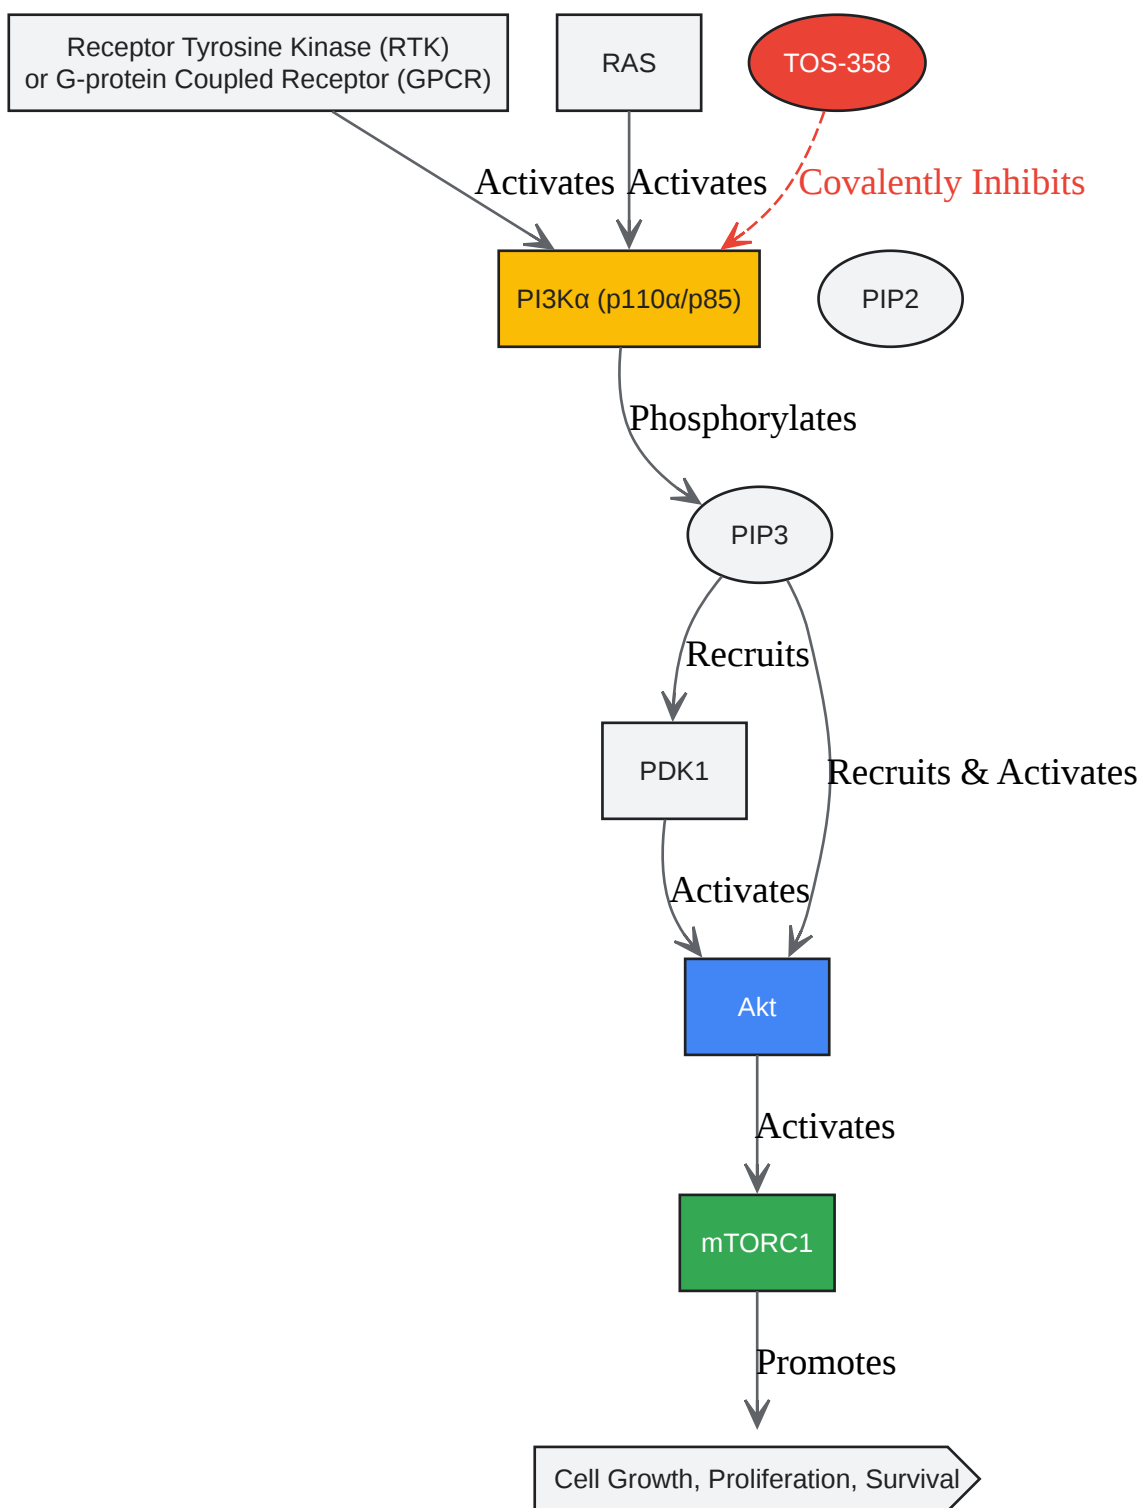 Receptor Tyrosine Kinase (RTK)
or G-protein Coupled Receptor (GPCR)
RAS
TOS-358
Activates
Activates
Covalently Inhibits
PI3Kα (p110α/p85)
PIP2
Phosphorylates
PIP3
Recruits
PDK1
Recruits & Activates
Activates
Akt
Activates
mTORC1
Promotes
Cell Growth, Proliferation, Survival